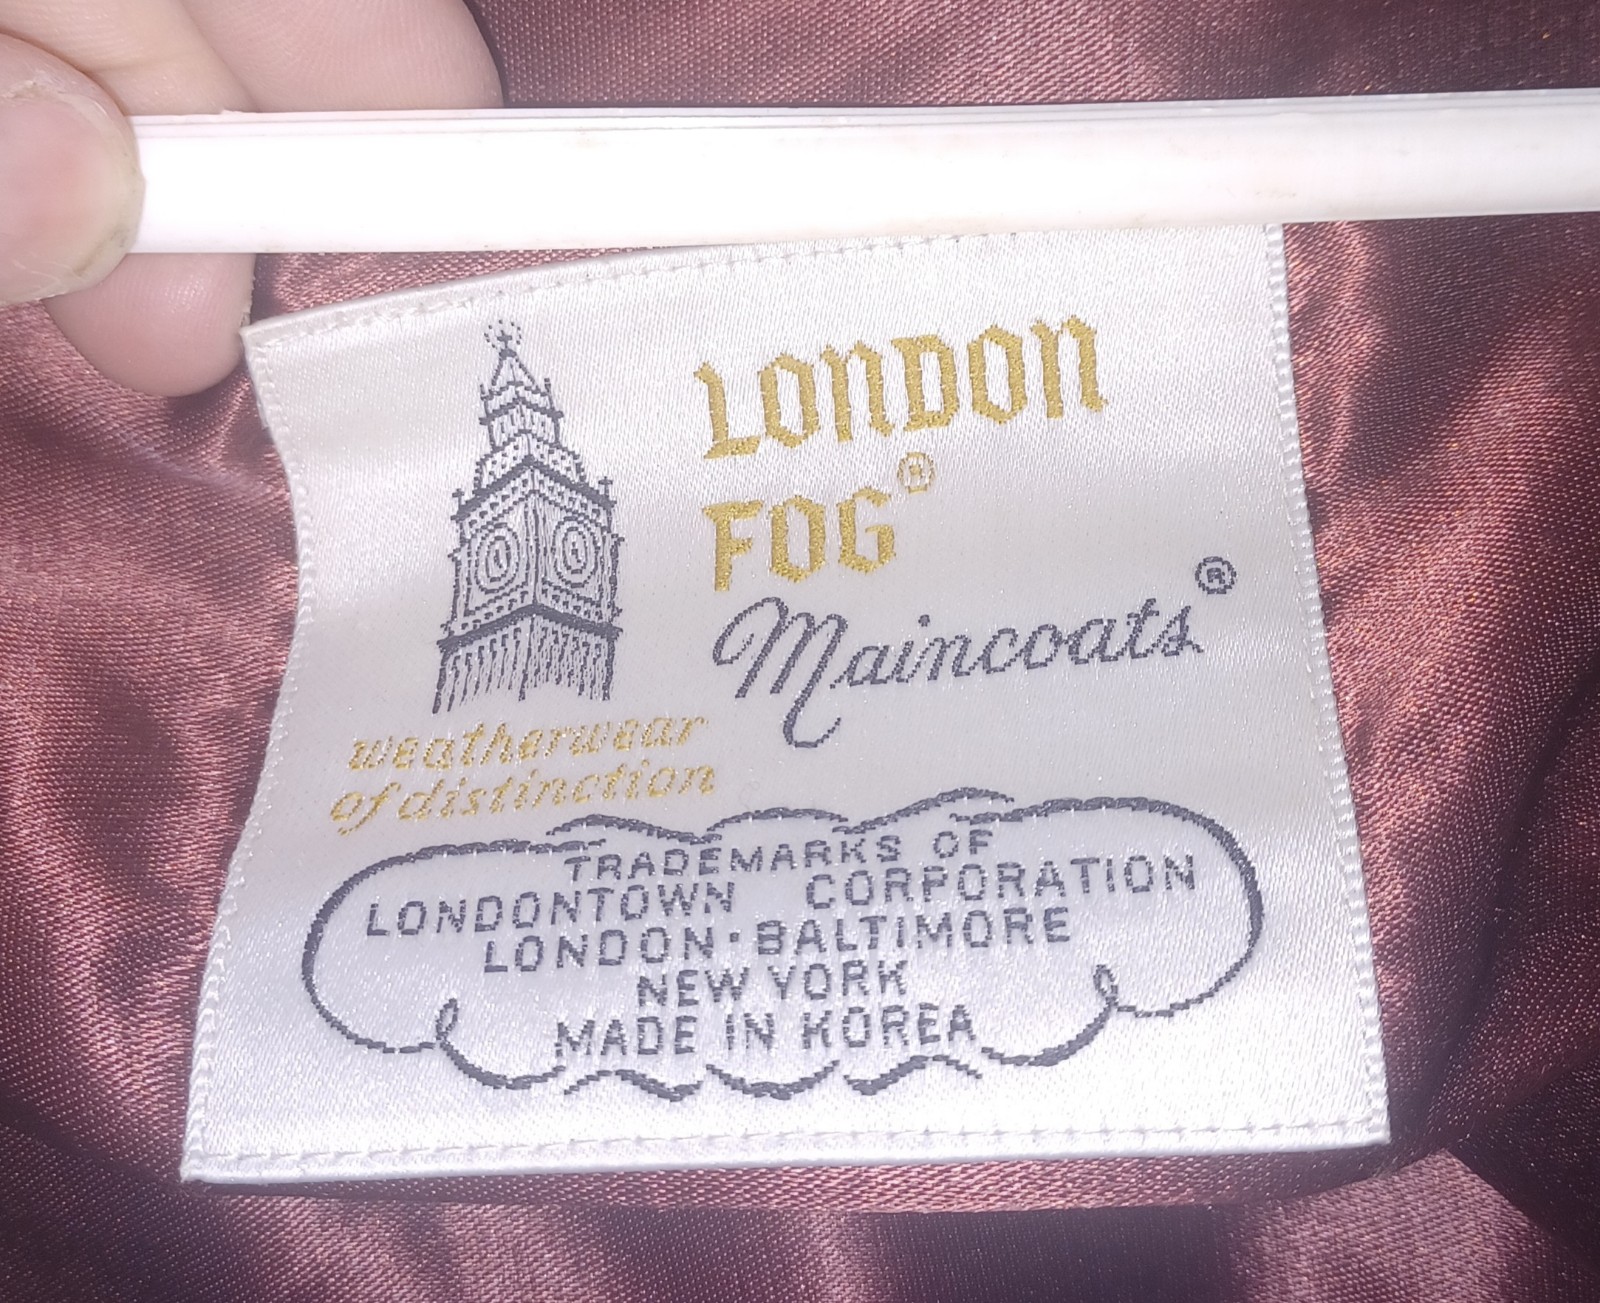 LONDON
FOG®
Maincoats®
weatherwear
of distinction
TRADEMARKS OF
LONDONTOWN CORPORATION
LONDON·BALTIMORE
NEW YORK
MADE IN KOREA